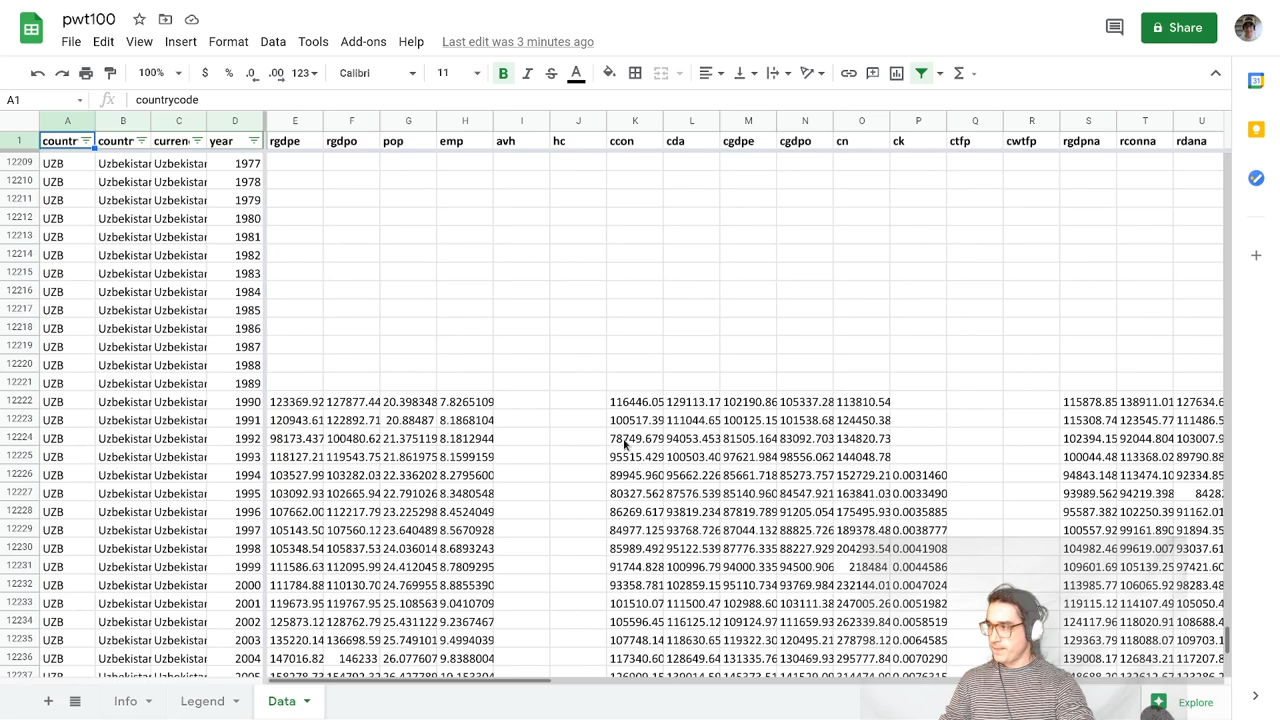 pwt100
File Edit View Insert Format Data Tools Add-ons Help Last edit was 3 minutes ago
Share
100% $ % .0 .00 123 Calibri 11 B I S A
A1 fx countrycode
A B C D E F G H I J K L M N O P Q R S T U
1 countr countr curren year rgdpe rgdpo pop emp avh hc ccon cda cgdpe cgdpo cn ck ctfp cwtfp rgdpna rconna rdana
12209 UZB Uzbekistan Uzbekistan 1977
12210 UZB Uzbekistan Uzbekistan 1978
12211 UZB Uzbekistan Uzbekistan 1979
12212 UZB Uzbekistan Uzbekistan 1980
12213 UZB Uzbekistan Uzbekistan 1981
12214 UZB Uzbekistan Uzbekistan 1982
12215 UZB Uzbekistan Uzbekistan 1983
12216 UZB Uzbekistan Uzbekistan 1984
12217 UZB Uzbekistan Uzbekistan 1985
12218 UZB Uzbekistan Uzbekistan 1986
12219 UZB Uzbekistan Uzbekistan 1987
12220 UZB Uzbekistan Uzbekistan 1988
12221 UZB Uzbekistan Uzbekistan 1989
12222 UZB Uzbekistan Uzbekistan 1990 123369.92 127877.44 20.398348 7.8265109 116446.05 129113.17 102190.86 105337.28 113810.54 115878.85 138911.01 127634.6
12223 UZB Uzbekistan Uzbekistan 1991 120943.61 122892.71 20.88487 8.1868104 100517.39 111044.65 100125.15 101538.68 124450.38 115308.74 123545.77 111486.5
12224 UZB Uzbekistan Uzbekistan 1992 98173.437 100480.62 21.375119 8.1812944 78749.679 94053.453 81505.164 83092.703 134820.73 102394.15 92044.804 103007.9
12225 UZB Uzbekistan Uzbekistan 1993 118127.21 119543.75 21.861975 8.1599159 95515.429 100503.40 97621.984 98556.062 144048.78 100044.48 113368.02 89790.88
12226 UZB Uzbekistan Uzbekistan 1994 103527.99 103282.03 22.336202 8.2795600 89945.960 95662.226 85661.718 85273.757 152729.21 0.0031460 94843.148 113474.10 92334.85
12227 UZB Uzbekistan Uzbekistan 1995 103092.93 102665.94 22.791026 8.3480548 80327.562 87576.539 85140.960 84547.921 163841.03 0.0033490 93989.562 94219.398 84282
12228 UZB Uzbekistan Uzbekistan 1996 107662.00 112217.79 23.225298 8.4524049 86269.617 93819.234 87819.789 91205.054 175495.93 0.0035885 95587.382 102250.39 91162.01
12229 UZB Uzbekistan Uzbekistan 1997 105143.50 107560.12 23.640489 8.5670928 84977.125 93768.726 87044.132 88825.726 189378.48 0.0038777 100557.92 99161.890 91894.35
12230 UZB Uzbekistan Uzbekistan 1998 105348.54 105837.53 24.036014 8.6893243 85989.492 95122.539 87776.335 88227.929 204293.54 0.0041908 104982.46 99619.007 93037.61
12231 UZB Uzbekistan Uzbekistan 1999 111586.63 112095.99 24.412045 8.7809295 91744.828 100996.79 94000.335 94500.906 218484 0.0044586 109601.69 105139.25 97421.60
12232 UZB Uzbekistan Uzbekistan 2000 111784.88 110130.70 24.769955 8.8855390 93358.781 102859.15 95110.734 93769.984 232144.01 0.0047024 113985.77 106065.92 98283.48
12233 UZB Uzbekistan Uzbekistan 2001 119673.95 119767.95 25.108563 9.0410709 101510.07 111500.47 102988.60 103111.38 247005.26 0.0051982 119115.12 114107.19 105050.4
12234 UZB Uzbekistan Uzbekistan 2002 125873.12 128762.79 25.431122 9.2367467 105596.45 116125.12 109124.97 111659.93 262339.84 0.0058519 124117.96 118020.91 108688.4
12235 UZB Uzbekistan Uzbekistan 2003 135120.14 136898.59 25.749101 9.4994039 107748.14 118630.65 119322.30 120495.21 278798.12 0.0064585 129363.79 118088.07 109703.1
12236 UZB Uzbekistan Uzbekistan 2004 147016.82 146233 26.077607 9.8388004 117340.60 128649.64 131335.76 130469.93 295777.84 0.0070290 139008.17 126843.21 117207.8
12237
Info Legend Data Explore